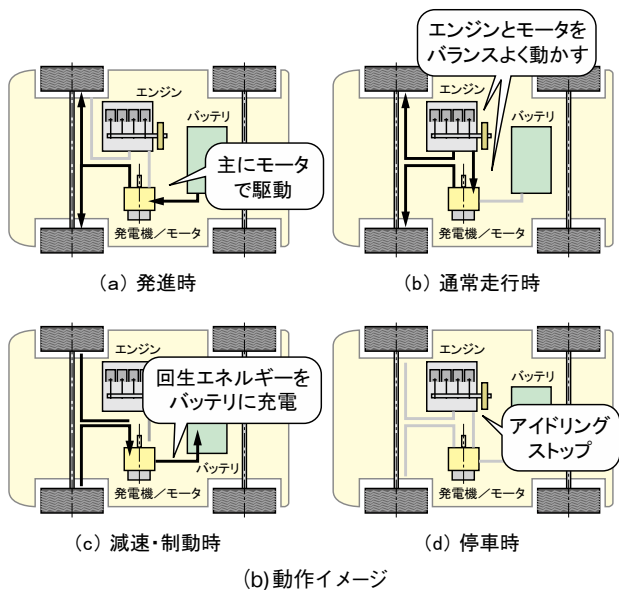 エンジン
バッテリ
主にモータ
で駆動
発電機／モータ
(a) 発進時
エンジンとモータを
バランスよく動かす
エンジン
バッテリ
発電機／モータ
(b) 通常走行時
エンジン
回生エネルギーを
バッテリに充電
バッテリ
発電機／モータ
(c) 減速・制動時
エンジン
バッテリ
アイドリング
ストップ
発電機／モータ
(d) 停車時
(b)動作イメージ